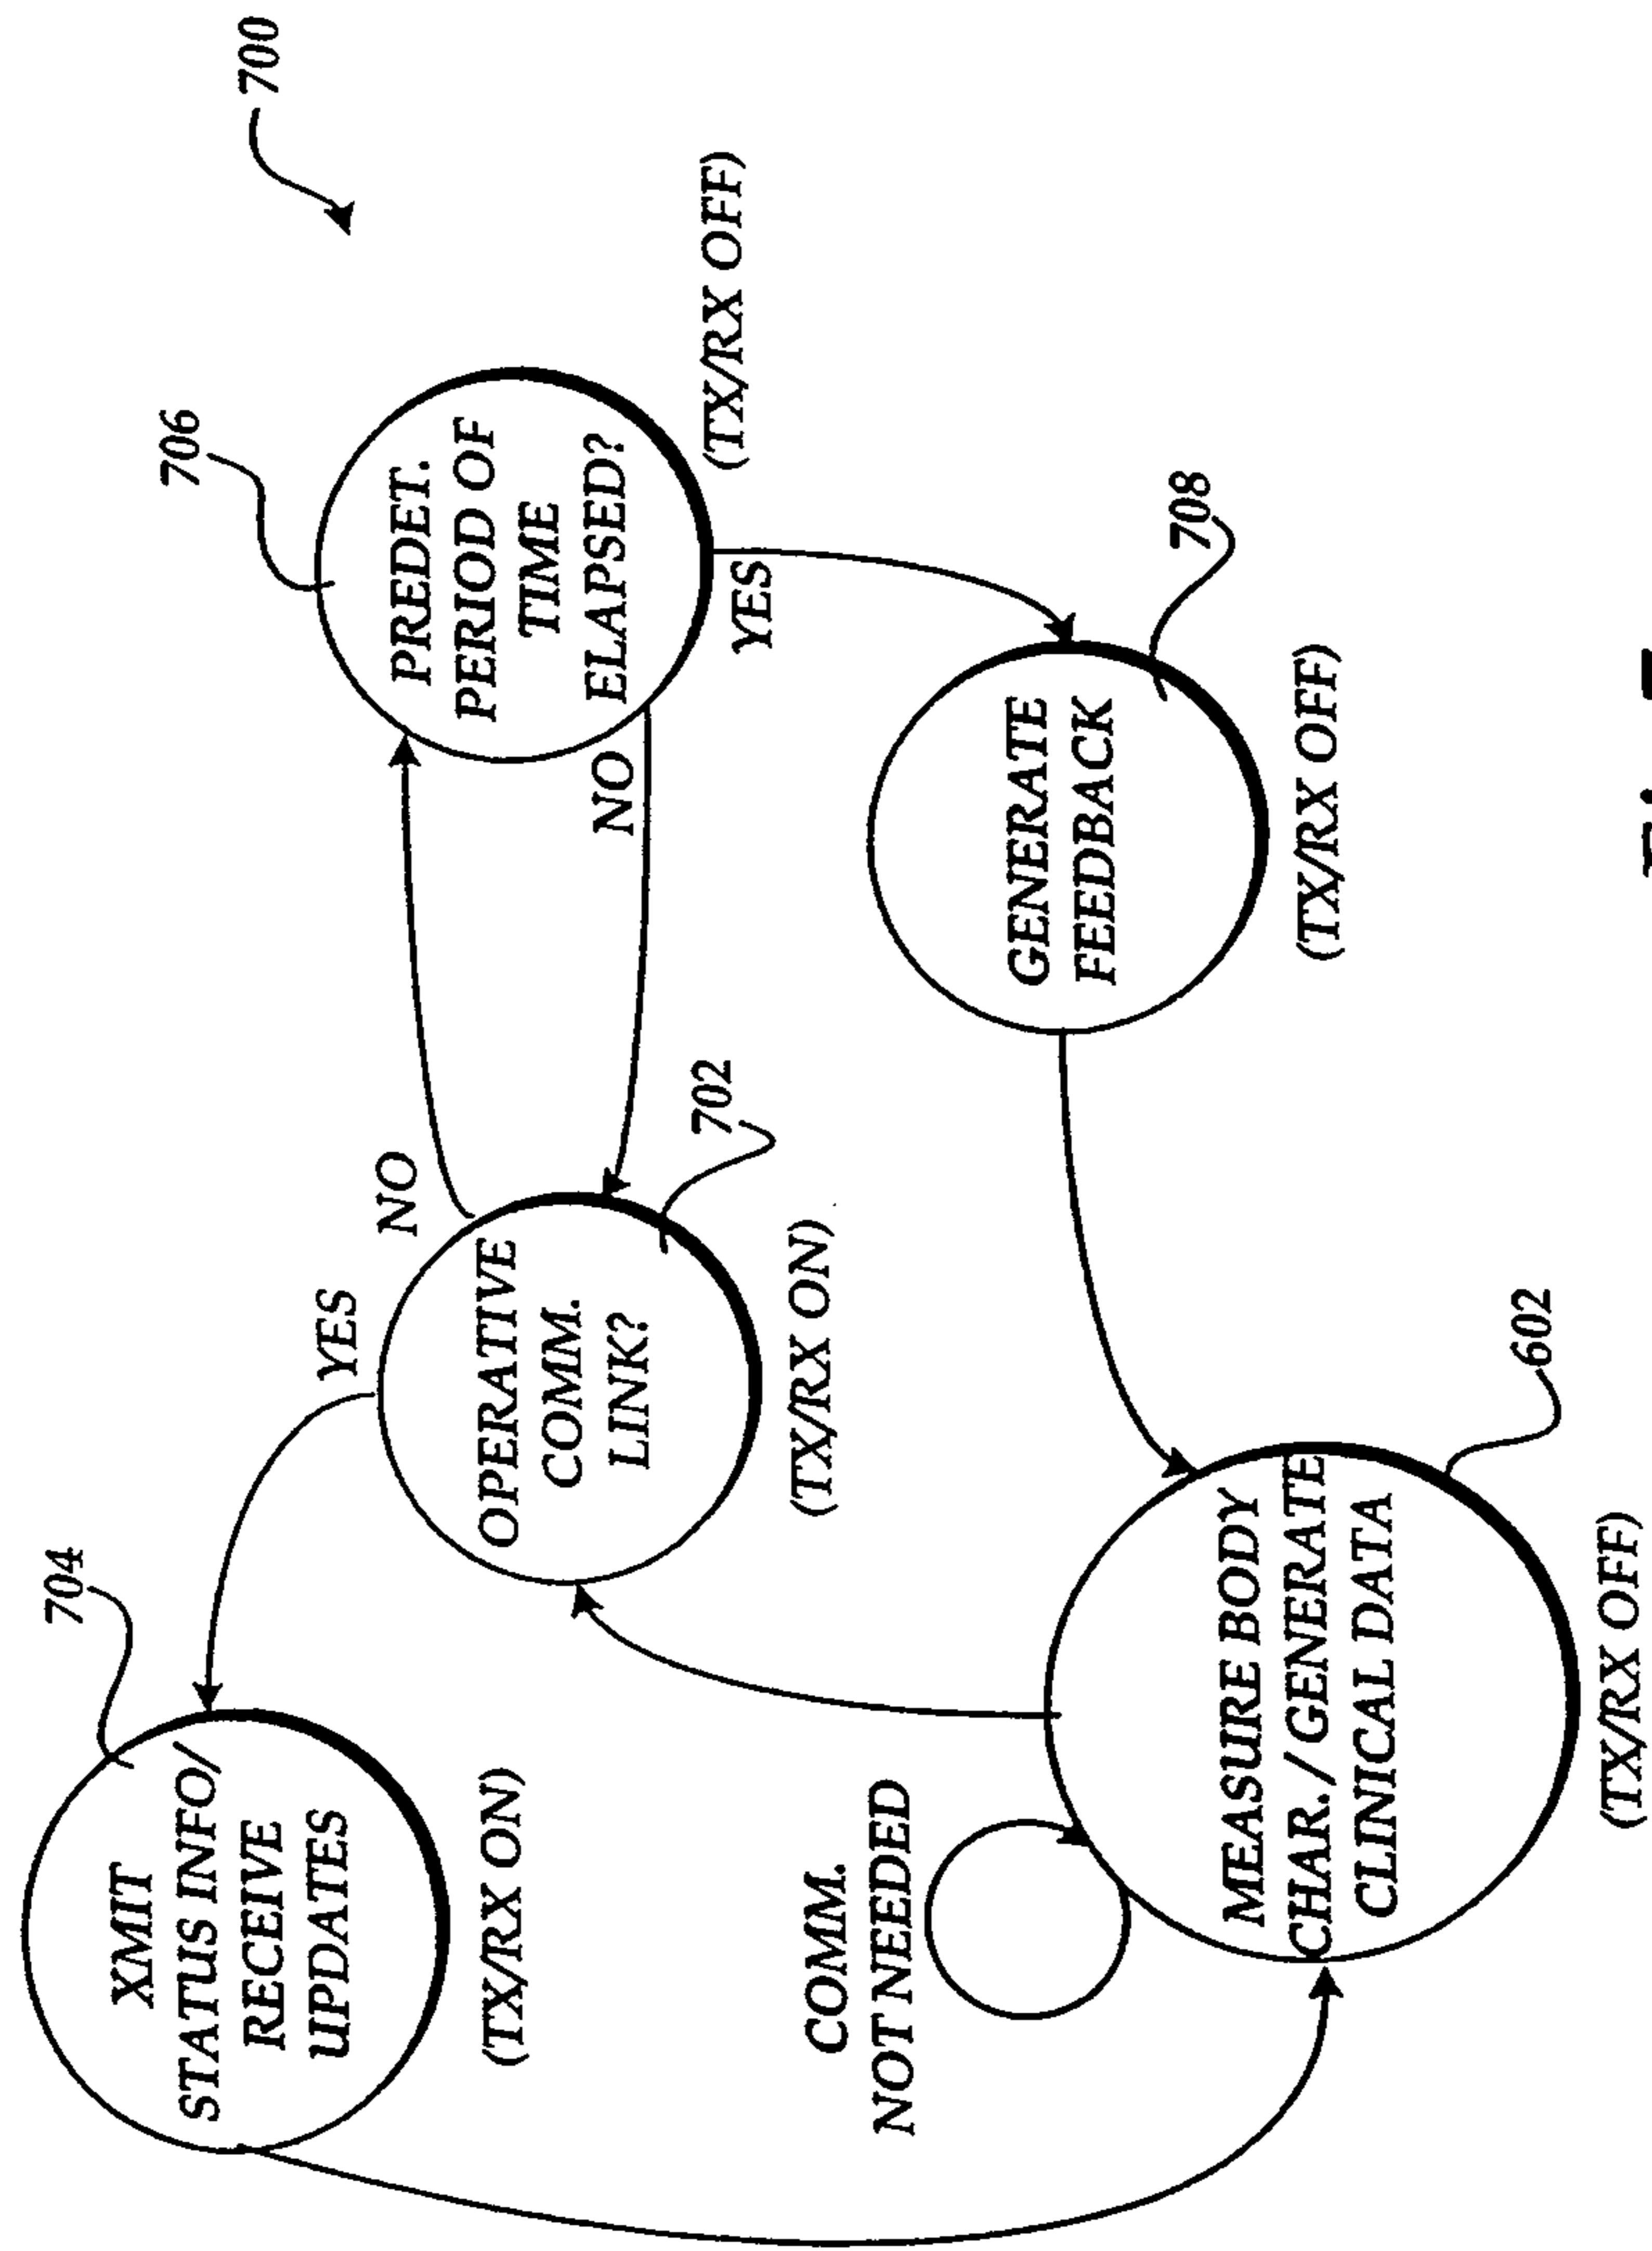 700
706
PREDET.
PERIOD OF
TIME
ELAPSED?
(TX/RX OFF)
NO
NO
YES
704
XMIT
STATUS INFO/
RECEIVE
UPDATES
(TX/RX ON)
YES
OPERATIVE
COMM.
LINK?
702
(TX/RX ON)
708
GENERATE
FEEDBACK
(TX/RX OFF)
COMM.
NOT NEEDED
MEASURE BODY
CHAR. / GENERATE
CLINICAL DATA
602
(TX/RX OFF)